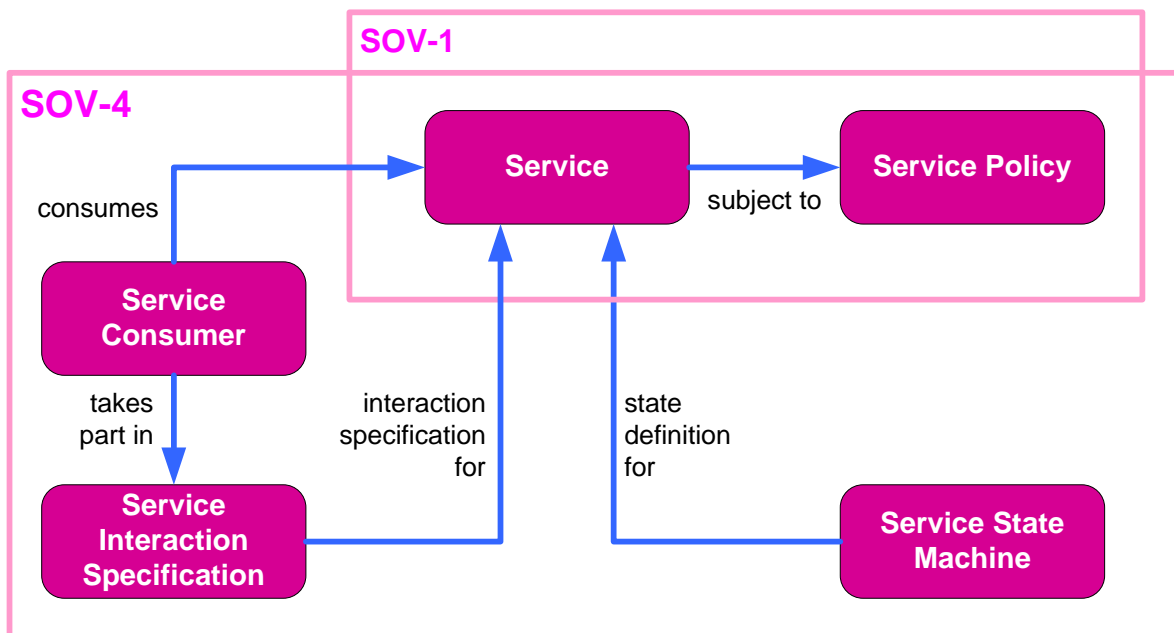 SOV-1
SOV-4
Service
Service Policy
subject to
consumes
Service
Consumer
takes
part in
interaction
specification
for
state
definition
for
Service
Interaction
Specification
Service State
Machine